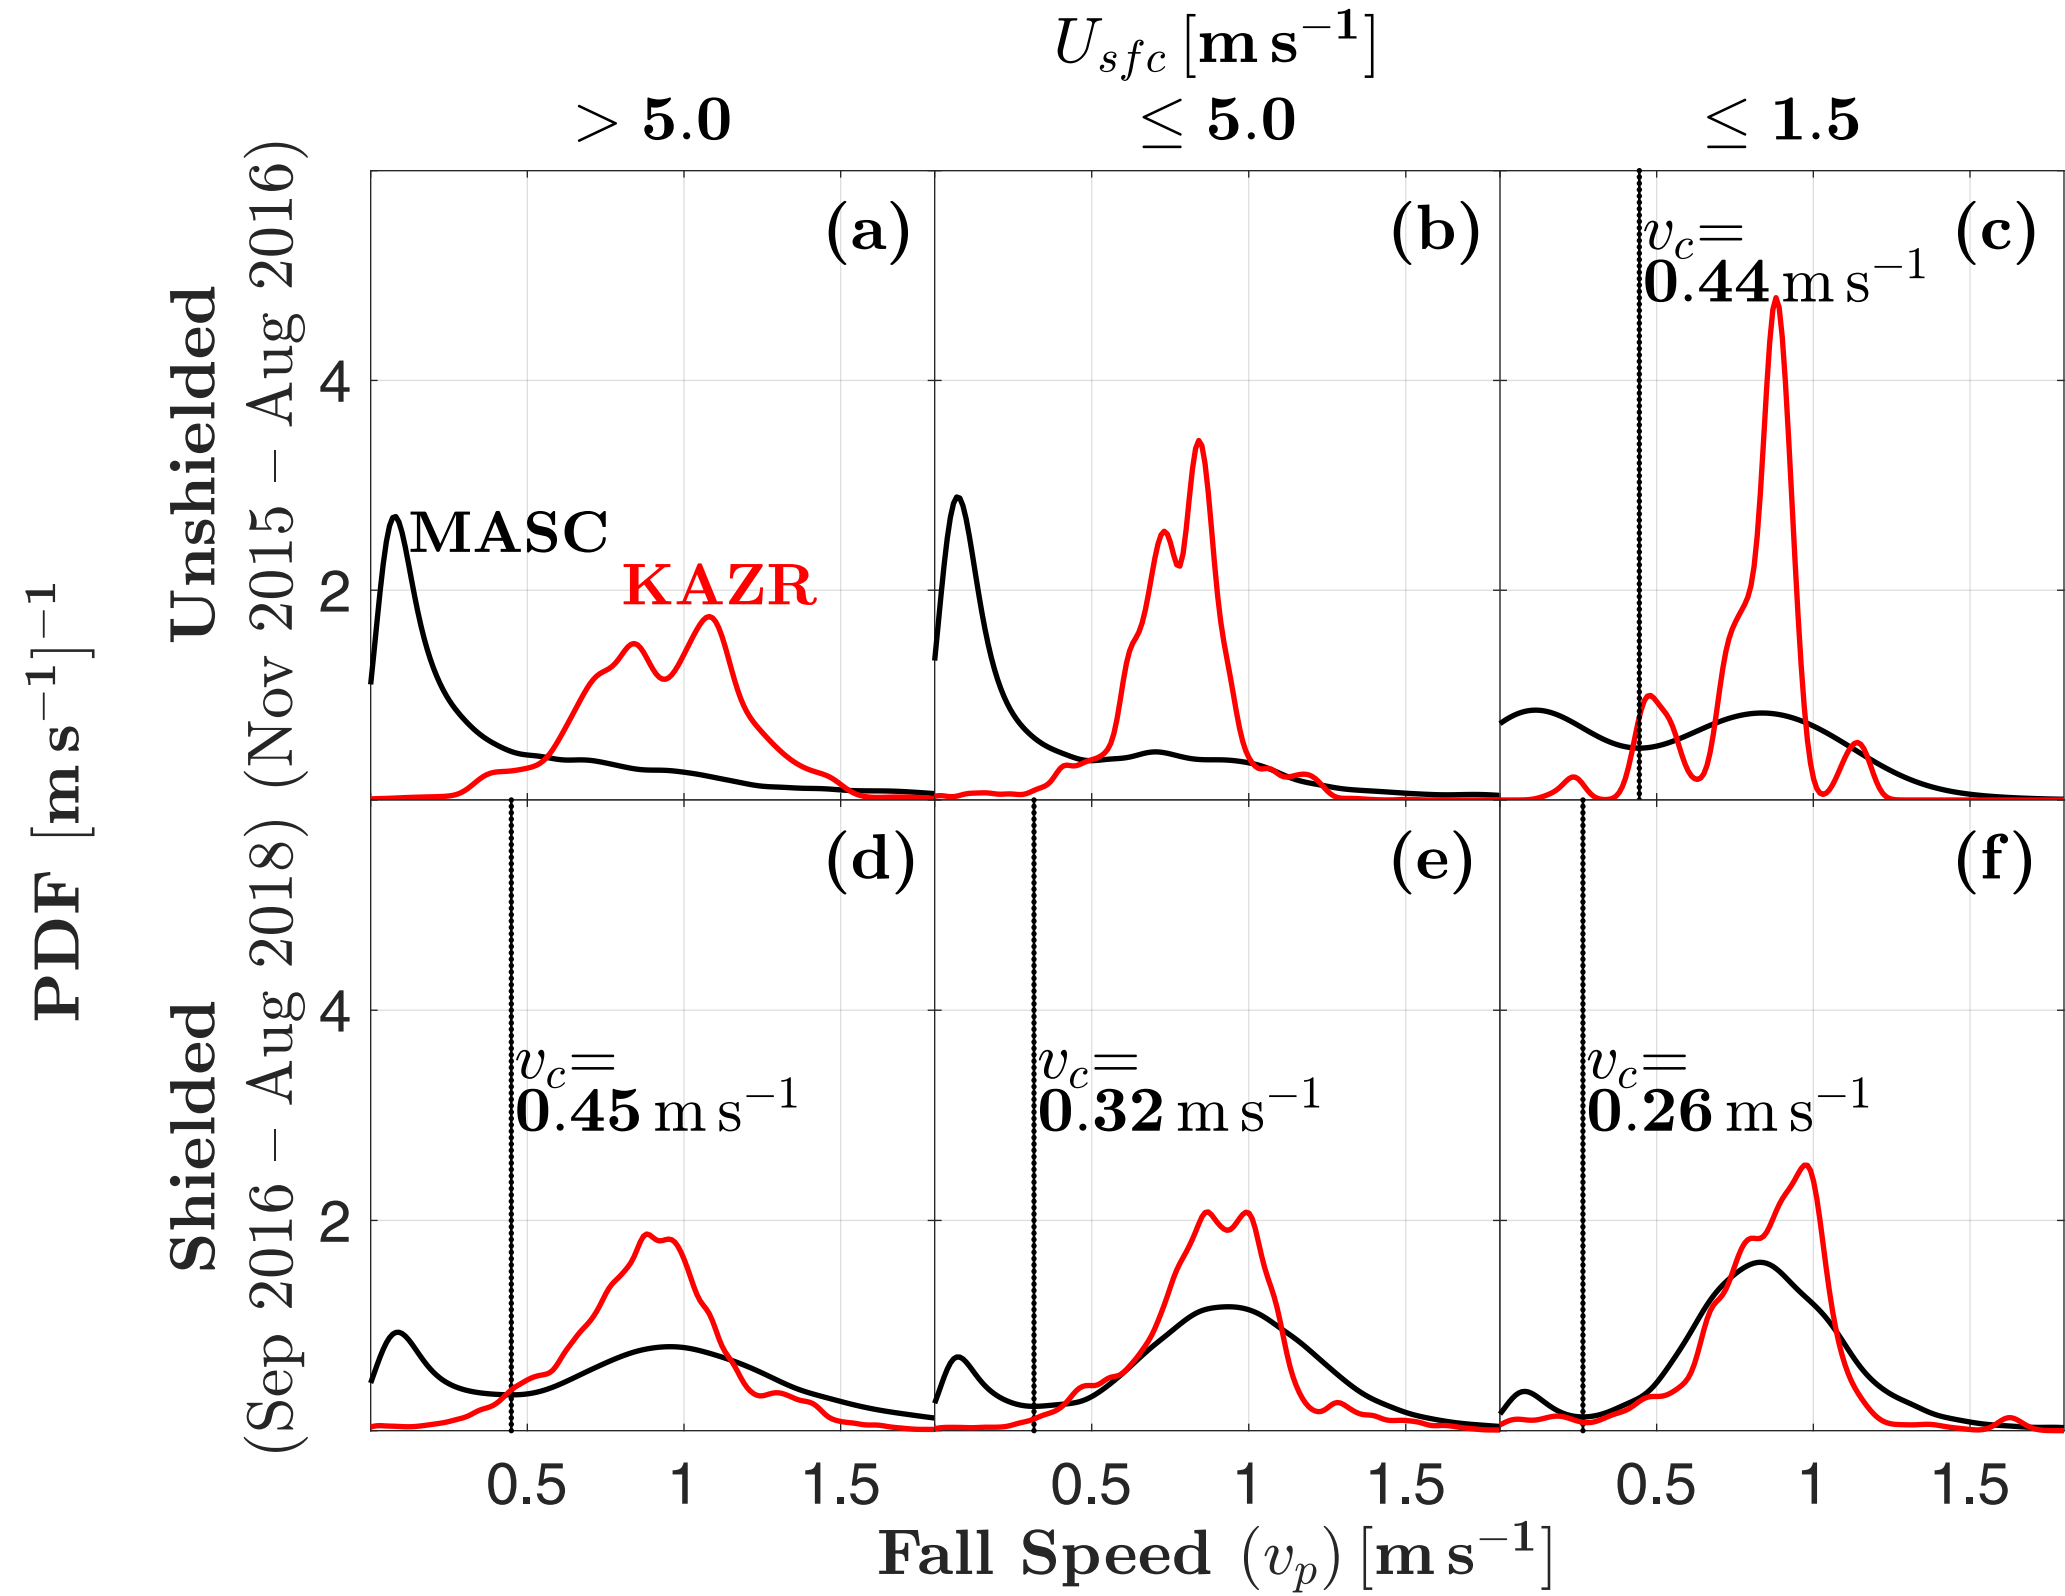 U_sfc [m s⁻¹]
> 5.0 ≤ 5.0 ≤ 1.5
PDF [m s⁻¹]⁻¹
Unshielded
(Nov 2015 – Aug 2016)
Shielded
(Sep 2016 – Aug 2018)
4
2
(a)
MASC
KAZR
(b)
(c)
v_c=
0.44 m s⁻¹
4
2
(d)
v_c=
0.45 m s⁻¹
(e)
v_c=
0.32 m s⁻¹
(f)
v_c=
0.26 m s⁻¹
0.5 1 1.5 0.5 1 1.5 0.5 1 1.5
Fall Speed (v_p) [m s⁻¹]